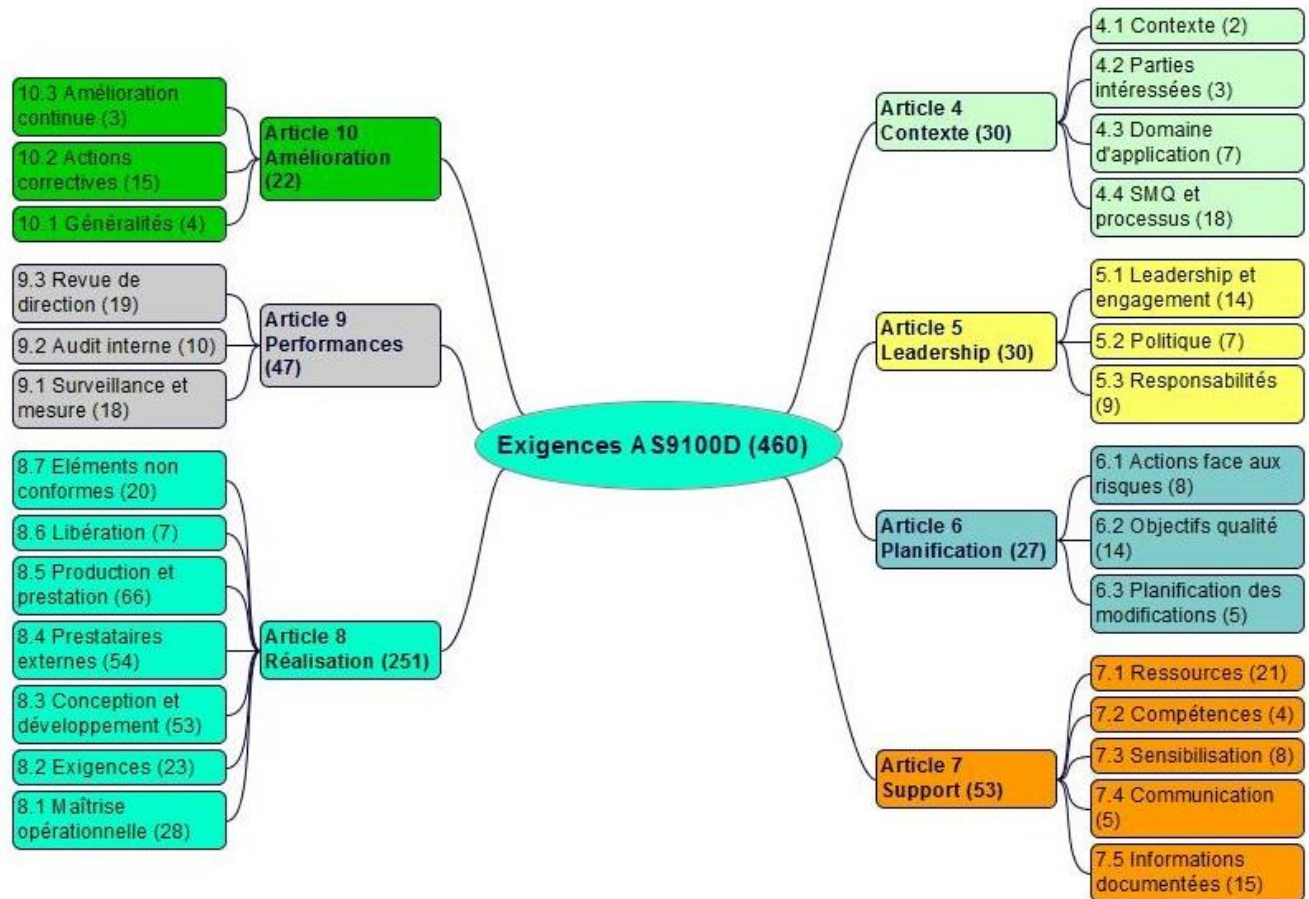 Exigences AS9100D (460)
Article 4
Contexte (30)
4.1 Contexte (2)
4.2 Parties
intéressées (3)
4.3 Domaine
d'application (7)
4.4 SMQ et
processus (18)
Article 5
Leadership (30)
5.1 Leadership et
engagement (14)
5.2 Politique (7)
5.3 Responsabilités
(9)
Article 6
Planification (27)
6.1 Actions face aux
risques (8)
6.2 Objectifs qualité
(14)
6.3 Planification des
modifications (5)
Article 7
Support (53)
7.1 Ressources (21)
7.2 Compétences (4)
7.3 Sensibilisation (8)
7.4 Communication
(5)
7.5 Informations
documentées (15)
Article 8
Réalisation (251)
8.7 Eléments non
conformes (20)
8.6 Libération (7)
8.5 Production et
prestation (66)
8.4 Prestataires
externes (54)
8.3 Conception et
développement (53)
8.2 Exigences (23)
8.1 Maîtrise
opérationnelle (28)
Article 9
Performances
(47)
9.3 Revue de
direction (19)
9.2 Audit interne (10)
9.1 Surveillance et
mesure (18)
Article 10
Amélioration
(22)
10.3 Amélioration
continue (3)
10.2 Actions
correctives (15)
10.1 Généralités (4)